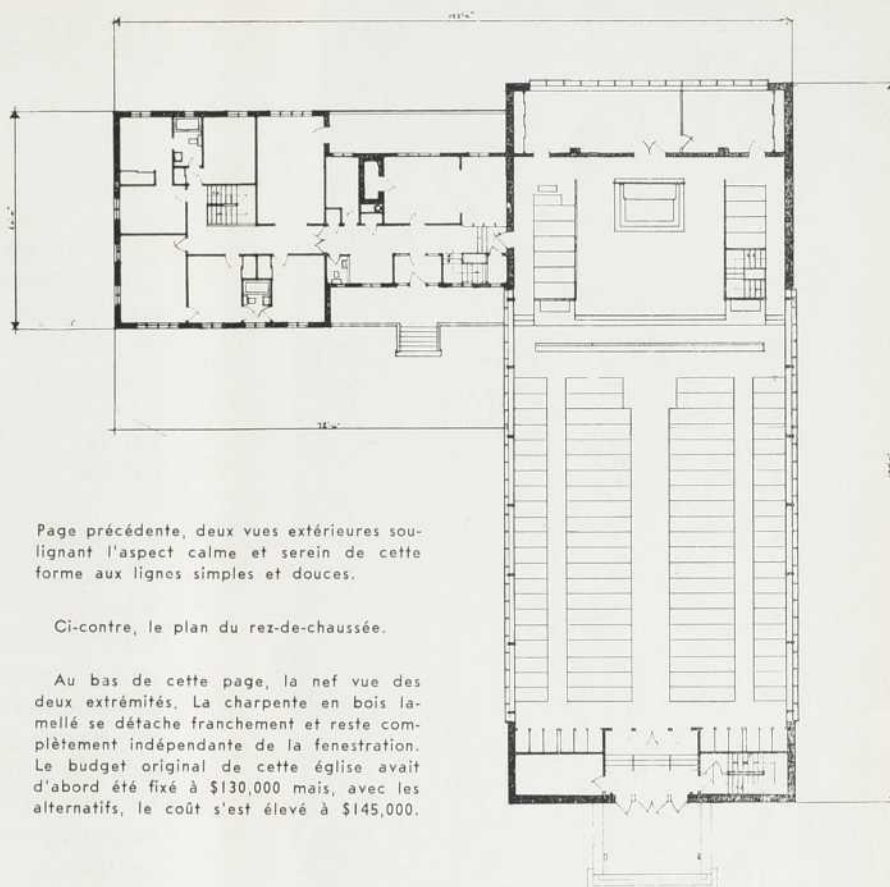 Page précédente, deux vues extérieures sou-
lignant l'aspect calme et serein de cette
forme aux lignes simples et douces.
Ci-contre, le plan du rez-de-chaussée.
Au bas de cette page, la nef vue des
deux extrémités. La charpente en bois la-
mellé se détache franchement et reste com-
plètement indépendante de la fenestration.
Le budget original de cette église avait
d'abord été fixé à $130,000 mais, avec les
alternatifs, le coût s'est élevé à $145,000.